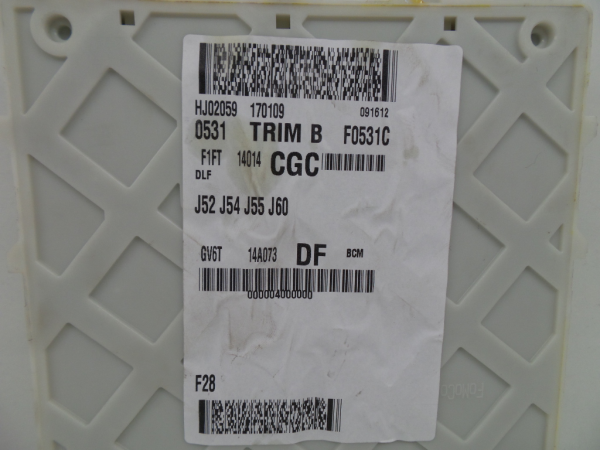 HJ02059 170109 091612
0531 TRIM B F0531C
F1FT 14014 CGC
DLF
J52 J54 J55 J60
GV6T 14A073 DF BCM
000004000000
F28
FoMoCo